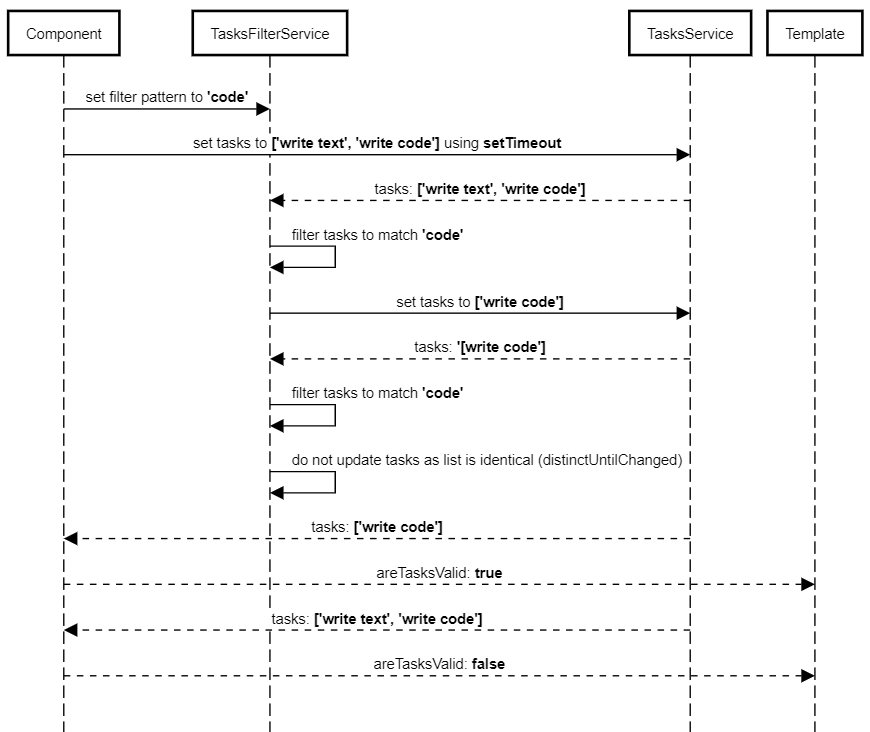 Component TasksFilterService TasksService Template
set filter pattern to 'code'
set tasks to ['write text', 'write code'] using setTimeout
tasks: ['write text', 'write code']
filter tasks to match 'code'
set tasks to ['write code']
tasks: '[write code']
filter tasks to match 'code'
do not update tasks as list is identical (distinctUntilChanged)
tasks: ['write code']
areTasksValid: true
tasks: ['write text', 'write code']
areTasksValid: false